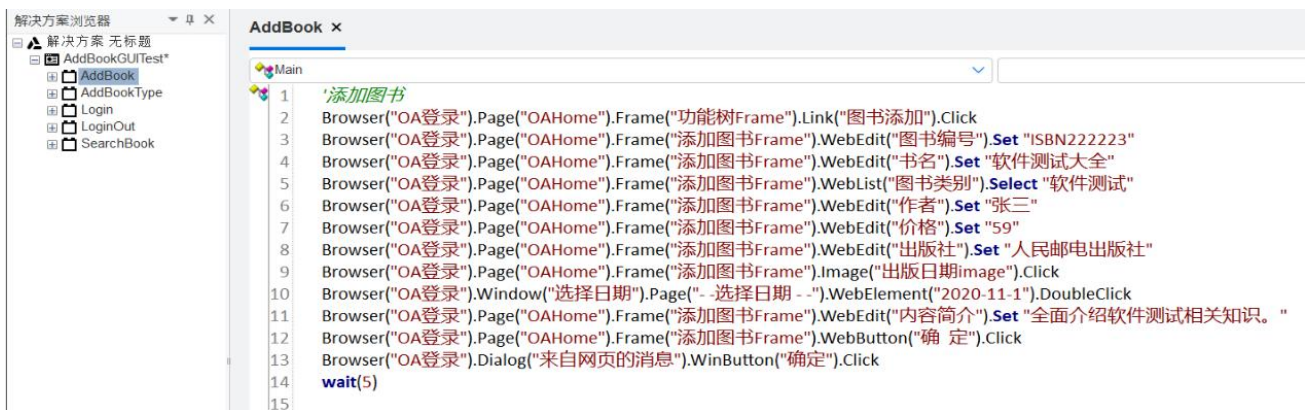 解决方案浏览器
解决方案 无标题
AddBookGUITest*
AddBook
AddBookType
Login
LoginOut
SearchBook
AddBook ×
Main
1 '添加图书
2 Browser("OA登录").Page("OAHome").Frame("功能树Frame").Link("图书添加").Click
3 Browser("OA登录").Page("OAHome").Frame("添加图书Frame").WebEdit("图书编号").Set "ISBN222223"
4 Browser("OA登录").Page("OAHome").Frame("添加图书Frame").WebEdit("书名").Set "软件测试大全"
5 Browser("OA登录").Page("OAHome").Frame("添加图书Frame").WebList("图书类别").Select "软件测试"
6 Browser("OA登录").Page("OAHome").Frame("添加图书Frame").WebEdit("作者").Set "张三"
7 Browser("OA登录").Page("OAHome").Frame("添加图书Frame").WebEdit("价格").Set "59"
8 Browser("OA登录").Page("OAHome").Frame("添加图书Frame").WebEdit("出版社").Set "人民邮电出版社"
9 Browser("OA登录").Page("OAHome").Frame("添加图书Frame").Image("出版日期image").Click
10 Browser("OA登录").Window("选择日期").Page("- -选择日期 - -").WebElement("2020-11-1").DoubleClick
11 Browser("OA登录").Page("OAHome").Frame("添加图书Frame").WebEdit("内容简介").Set "全面介绍软件测试相关知识。"
12 Browser("OA登录").Page("OAHome").Frame("添加图书Frame").WebButton("确 定").Click
13 Browser("OA登录").Dialog("来自网页的消息").WinButton("确定").Click
14 wait(5)
15